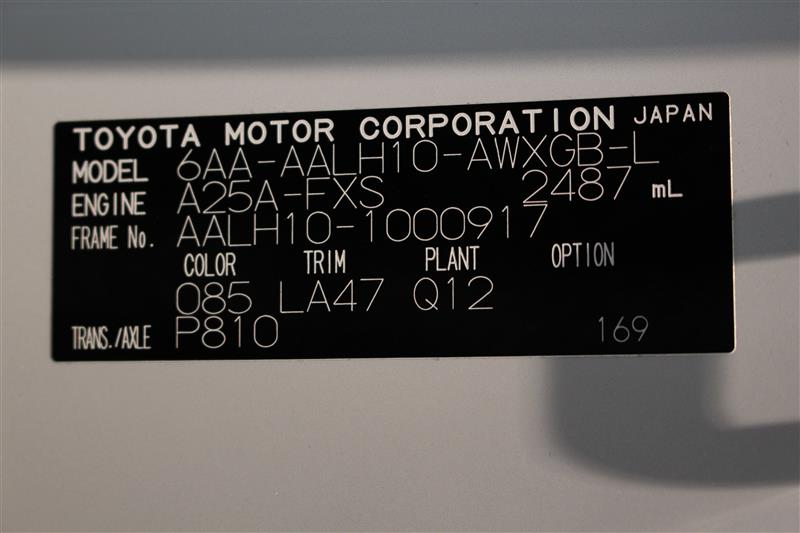 TOYOTA MOTOR CORPORATION JAPAN
MODEL 6AA-AALH10-AWXGB-L
ENGINE A25A-FXS 2487 mL
FRAME No. AALH10-1000917
COLOR TRIM PLANT OPTION
085 LA47 Q12
TRANS./AXLE P810 169